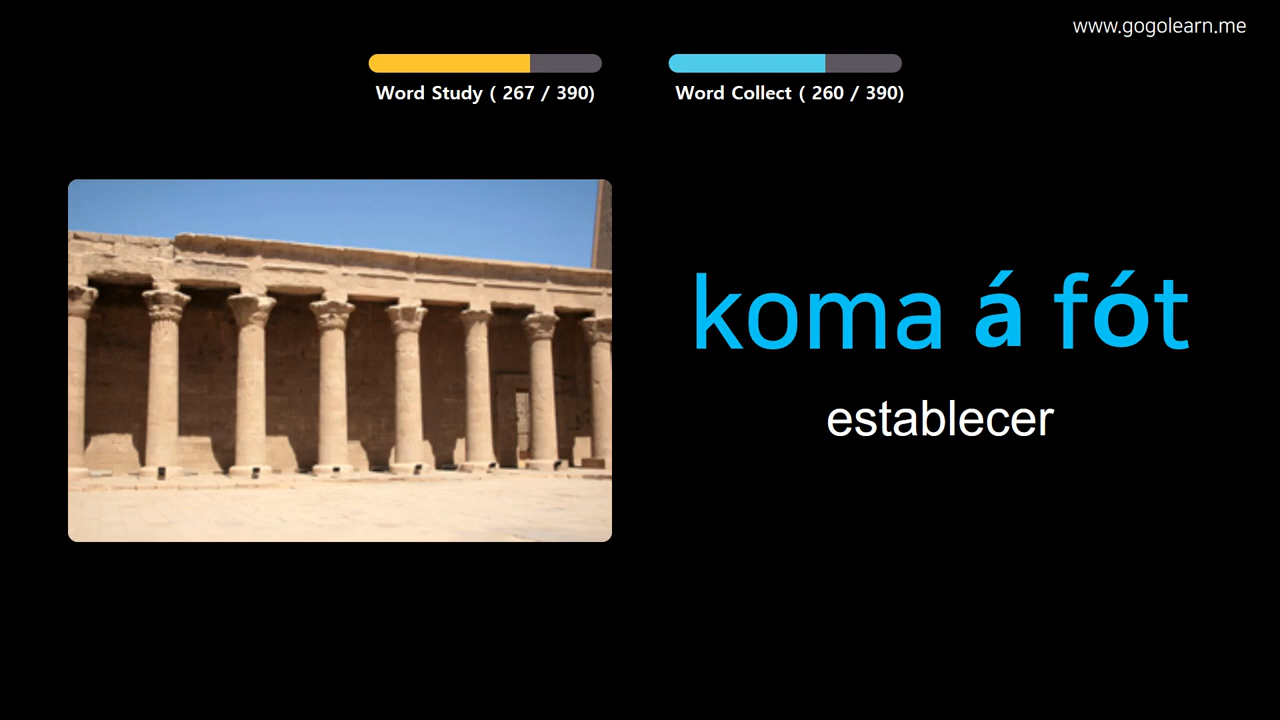 www.gogolearn.me
Word Study ( 267 / 390)
Word Collect ( 260 / 390)
koma á fót
establecer